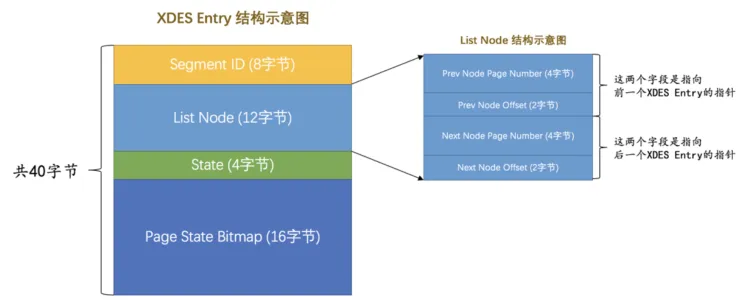 XDES Entry 结构示意图
List Node 结构示意图
Segment ID (8字节)
List Node (12字节)
State (4字节)
Page State Bitmap (16字节)
共40字节
Prev Node Page Number (4字节)
Prev Node Offset (2字节)
Next Node Page Number (4字节)
Next Node Offset (2字节)
这两个字段是指向
前一个XDES Entry的指针
这两个字段是指向
后一个XDES Entry的指针